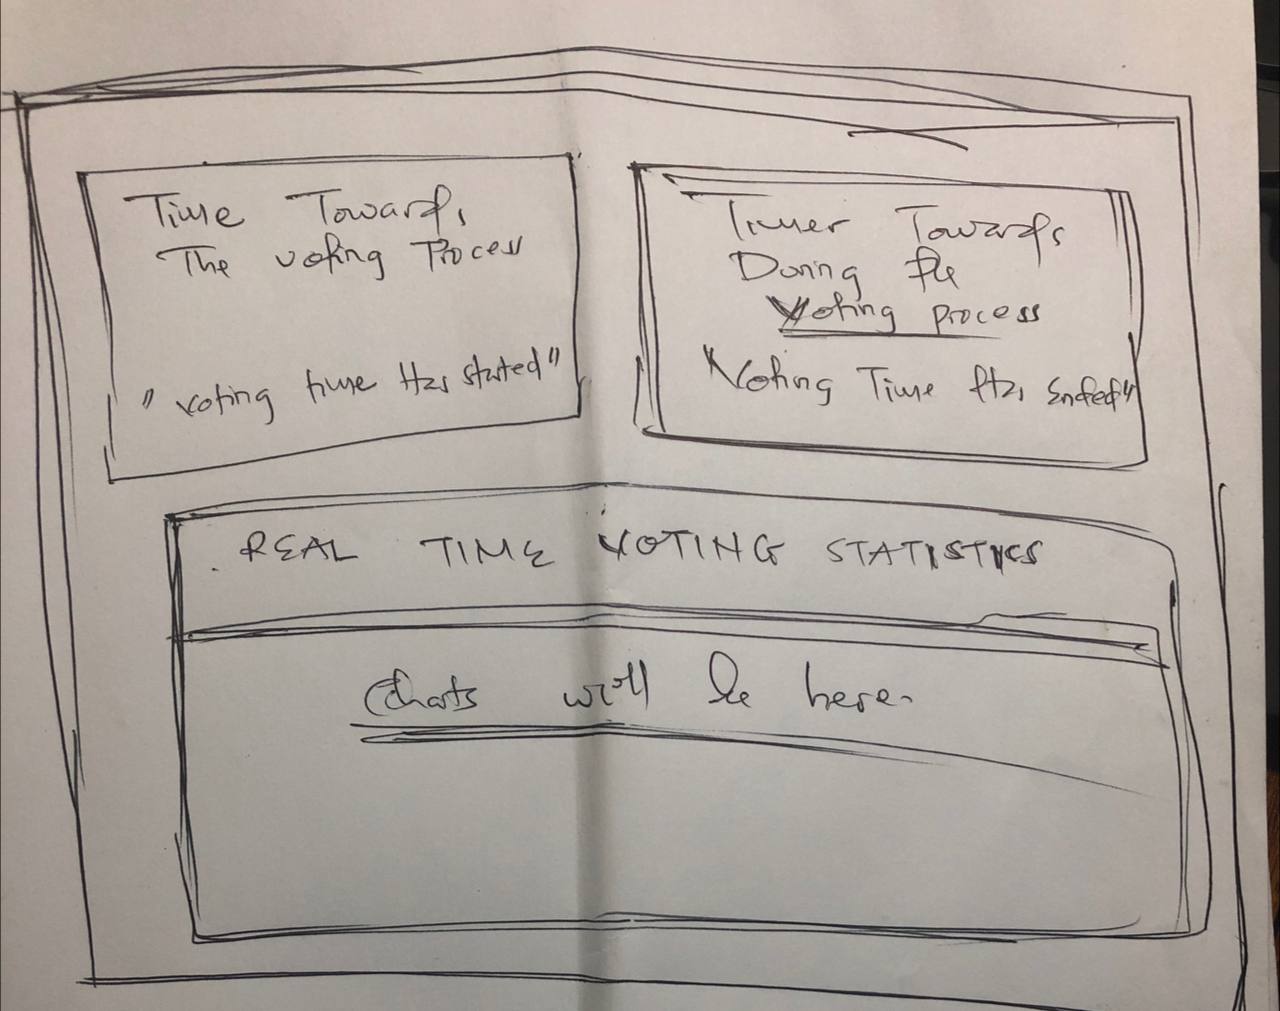 Time Towards
The voting Process
" voting time Has started"
Timer Towards
During the
Voting process
"Voting Time Has Ended"
REAL TIME VOTING STATISTICS
Charts will be here.